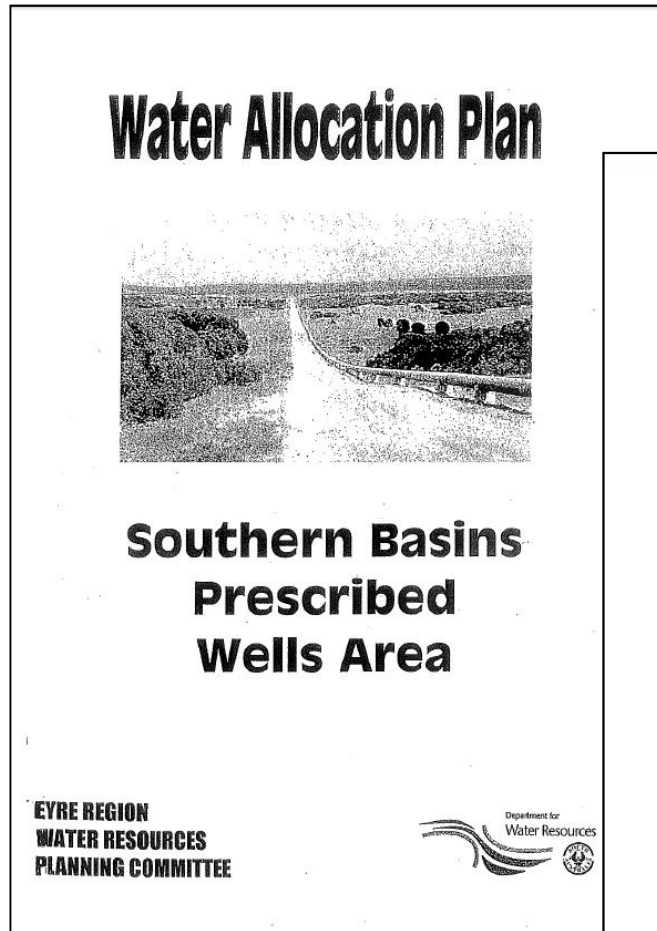 Water Allocation Plan
Southern Basins
Prescribed
Wells Area
EYRE REGION
WATER RESOURCES
PLANNING COMMITTEE
Department for
Water Resources